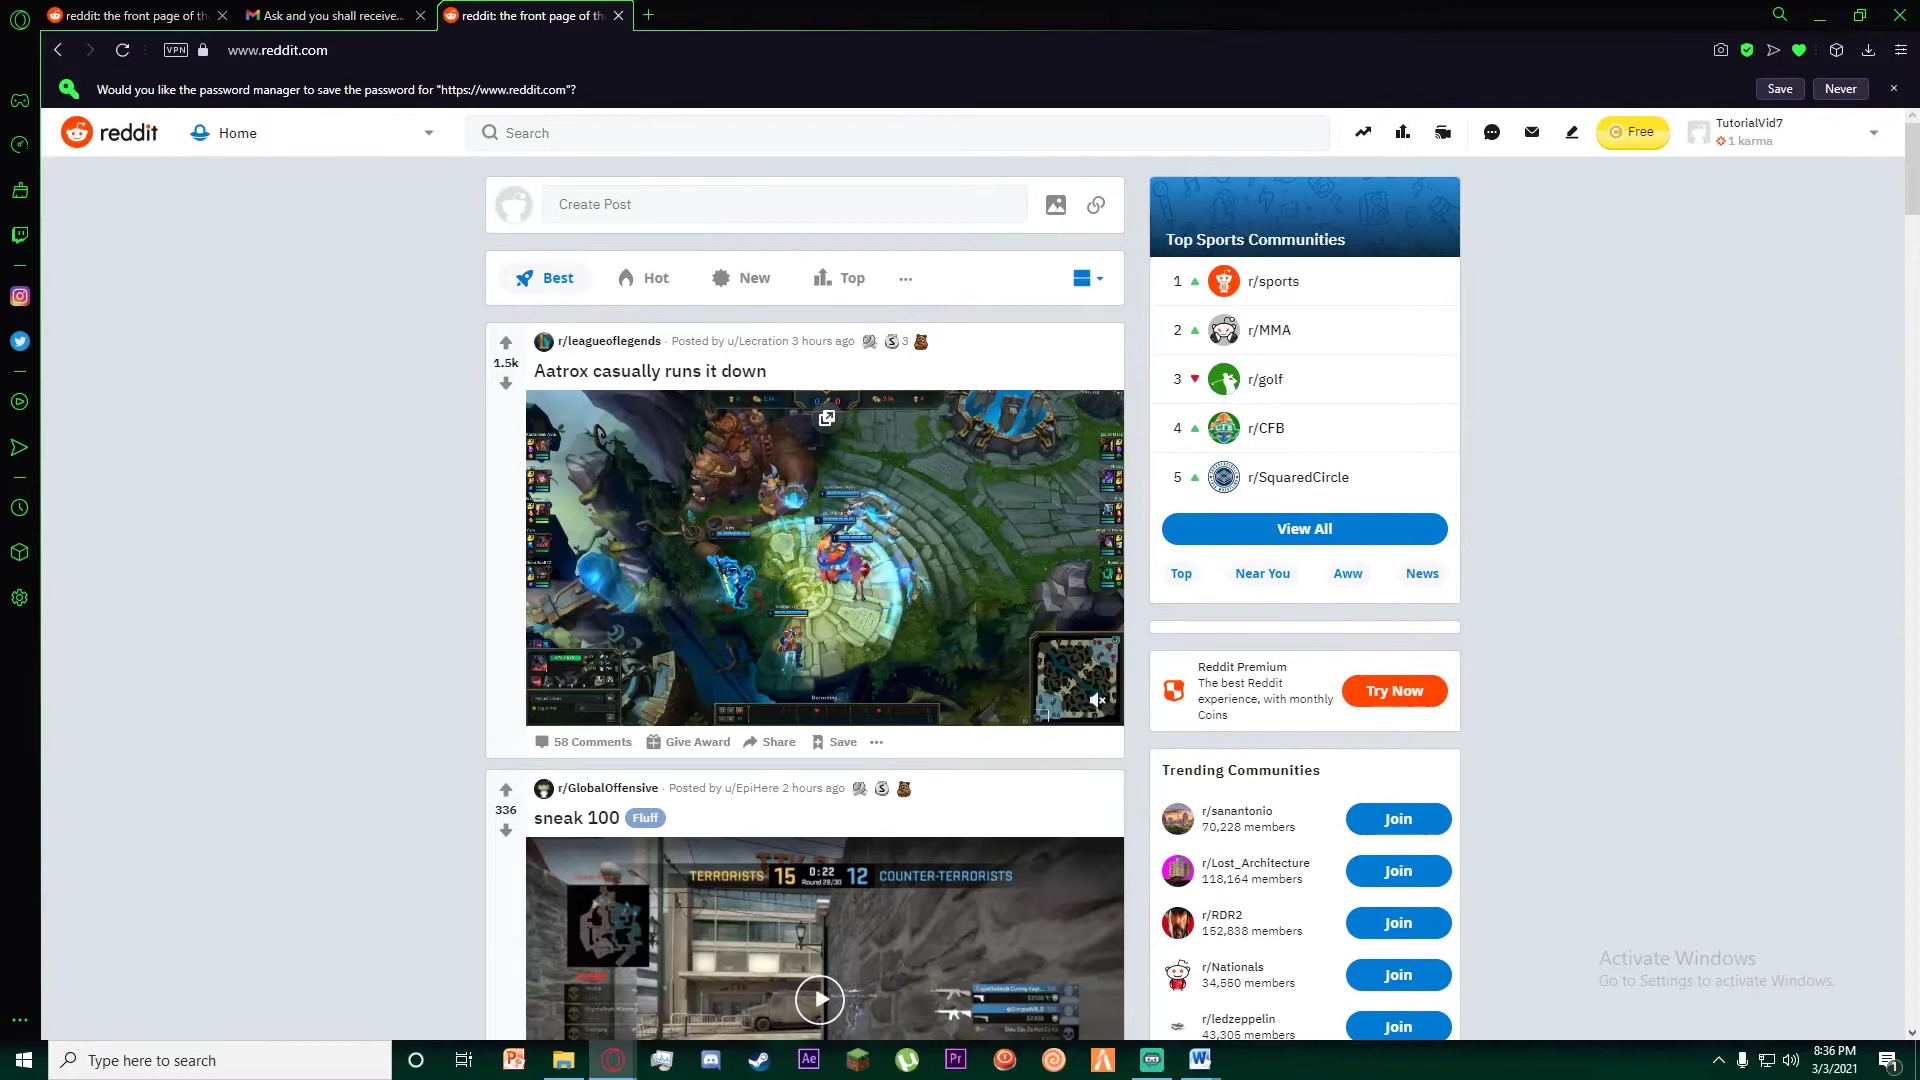 reddit: the front page of th
Ask and you shall receive...
reddit: the front page of th
VPN
www.reddit.com
Would you like the password manager to save the password for "https://www.reddit.com"?
Save
Never
reddit
Home
Search
Free
TutorialVid7
1 karma
Create Post
Best
Hot
New
Top
1.5k
r/leagueoflegends · Posted by u/Lecration 3 hours ago 3
Aatrox casually runs it down
58 Comments
Give Award
Share
Save
336
r/GlobalOffensive · Posted by u/EpiHere 2 hours ago
sneak 100 Fluff
TERRORISTS 15 0:22 12 COUNTER-TERRORISTS
Round 28/30
Top Sports Communities
1 r/sports
2 r/MMA
3 r/golf
4 r/CFB
5 r/SquaredCircle
View All
Top
Near You
Aww
News
Reddit Premium
The best Reddit
experience, with monthly
Coins
Try Now
Trending Communities
r/sanantonio
70,228 members
Join
r/Lost_Architecture
118,164 members
Join
r/RDR2
152,838 members
Join
r/Nationals
34,550 members
Join
r/ledzeppelin
43,305 members
Join
Activate Windows
Go to Settings to activate Windows.
Type here to search
Ae
Pr
8:36 PM
3/3/2021
1